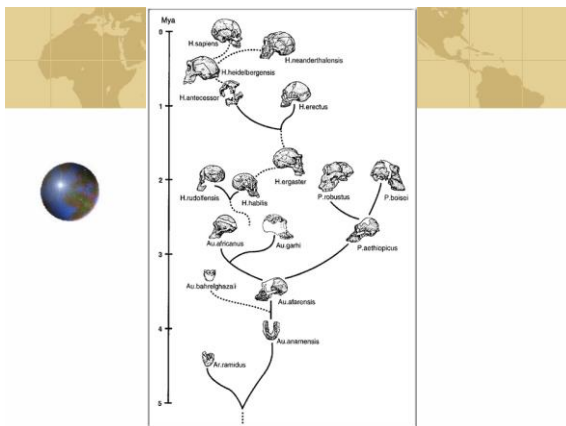 Mya
0
H.sapiens
H.neanderthalensis
H.heidelbergensis
H.antecessor
H.erectus
1
H.ergaster
2
H.rudolfensis
H.habilis
P.robustus
P.boisei
Au.africanus
Au.garhi
P.aethiopicus
3
Au.bahrelghazali
Au.afarensis
4
Au.anamensis
Ar.ramidus
5